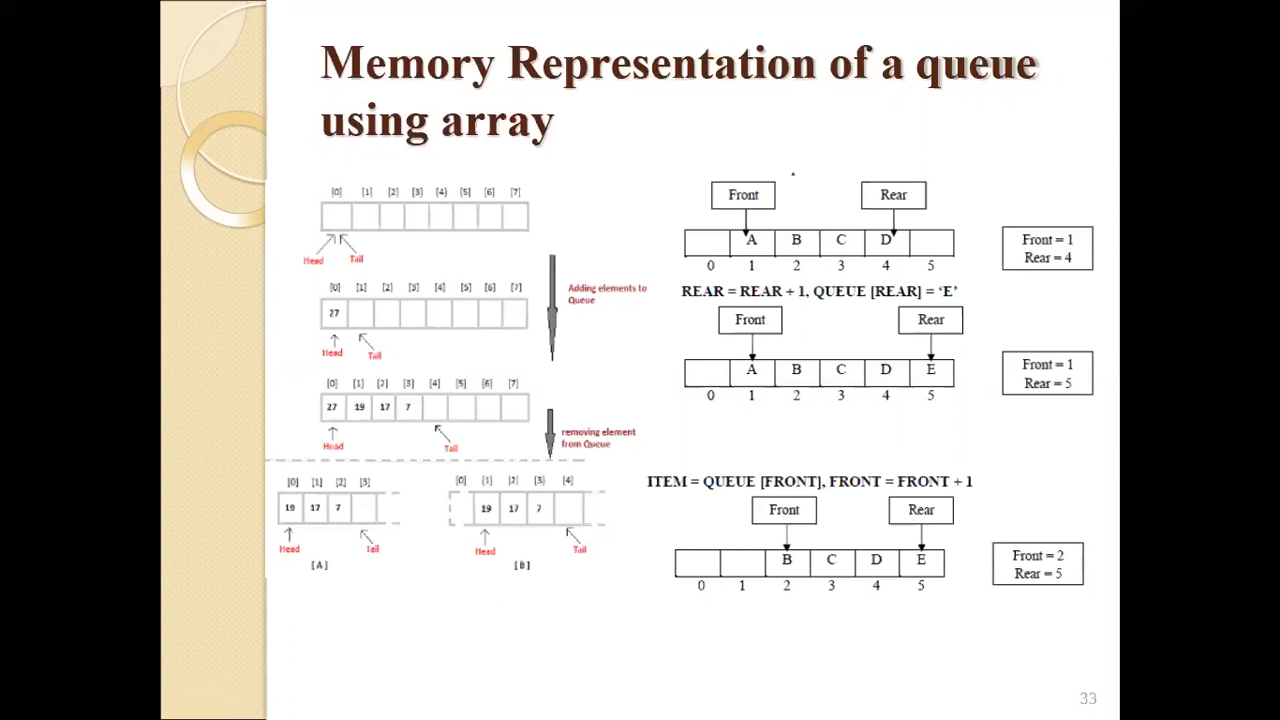 Memory Representation of a queue
using array
[0] [1] [2] [3] [4] [5] [6] [7]
Head Tail
Adding elements to
Queue
[0] [1] [2] [3] [4] [5] [6] [7]
27
Head Tail
[0] [1] [2] [3] [4] [5] [6] [7]
27 19 17 7
Head Tail
removing element
from Queue
[0] [1] [2] [3]
19 17 7
Head Tail
[A]
[0] [1] [2] [3] [4]
19 17 7
Head Tail
[B]
Front Rear
A B C D
0 1 2 3 4 5
Front = 1
Rear = 4
REAR = REAR + 1, QUEUE [REAR] = ‘E’
Front Rear
A B C D E
0 1 2 3 4 5
Front = 1
Rear = 5
ITEM = QUEUE [FRONT], FRONT = FRONT + 1
Front Rear
B C D E
0 1 2 3 4 5
Front = 2
Rear = 5
33